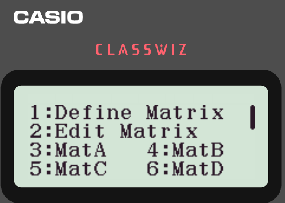 CASIO
CLASSWIZ
1:Define Matrix
2:Edit Matrix
3:MatA 4:MatB
5:MatC 6:MatD